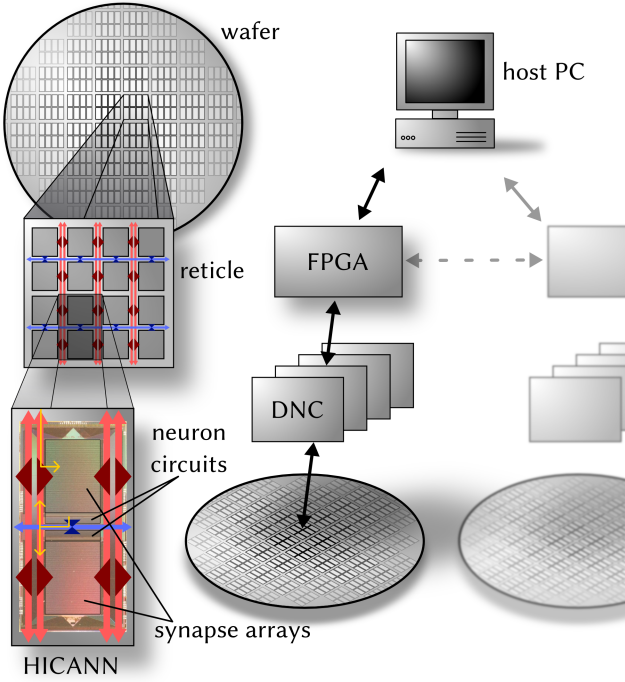 wafer
host PC
reticle
FPGA
DNC
neuron
circuits
synapse arrays
HICANN